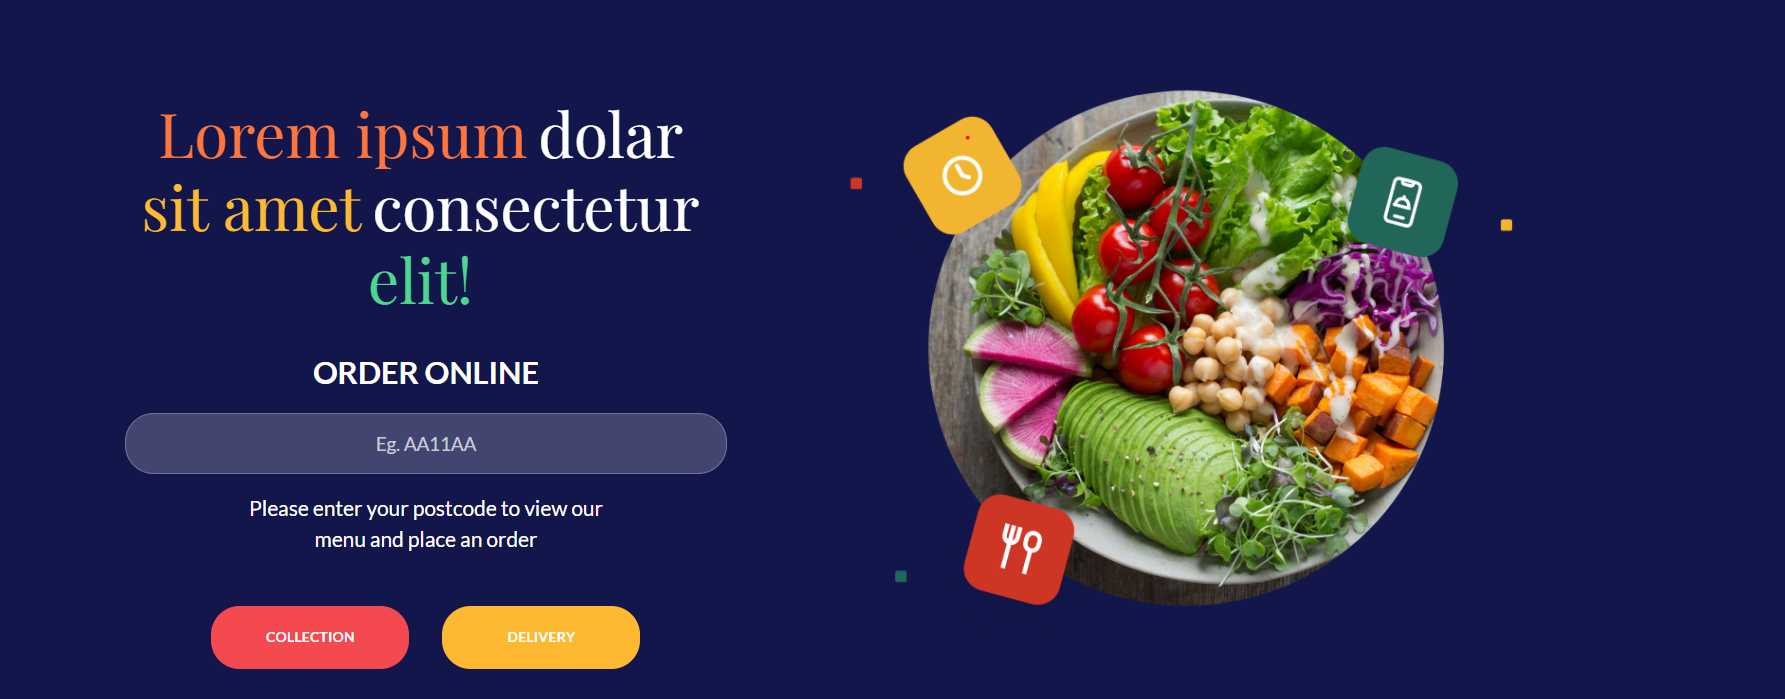 Lorem ipsum dolar
sit amet consectetur
elit!
ORDER ONLINE
Eg. AA11AA
Please enter your postcode to view our
menu and place an order
COLLECTION
DELIVERY